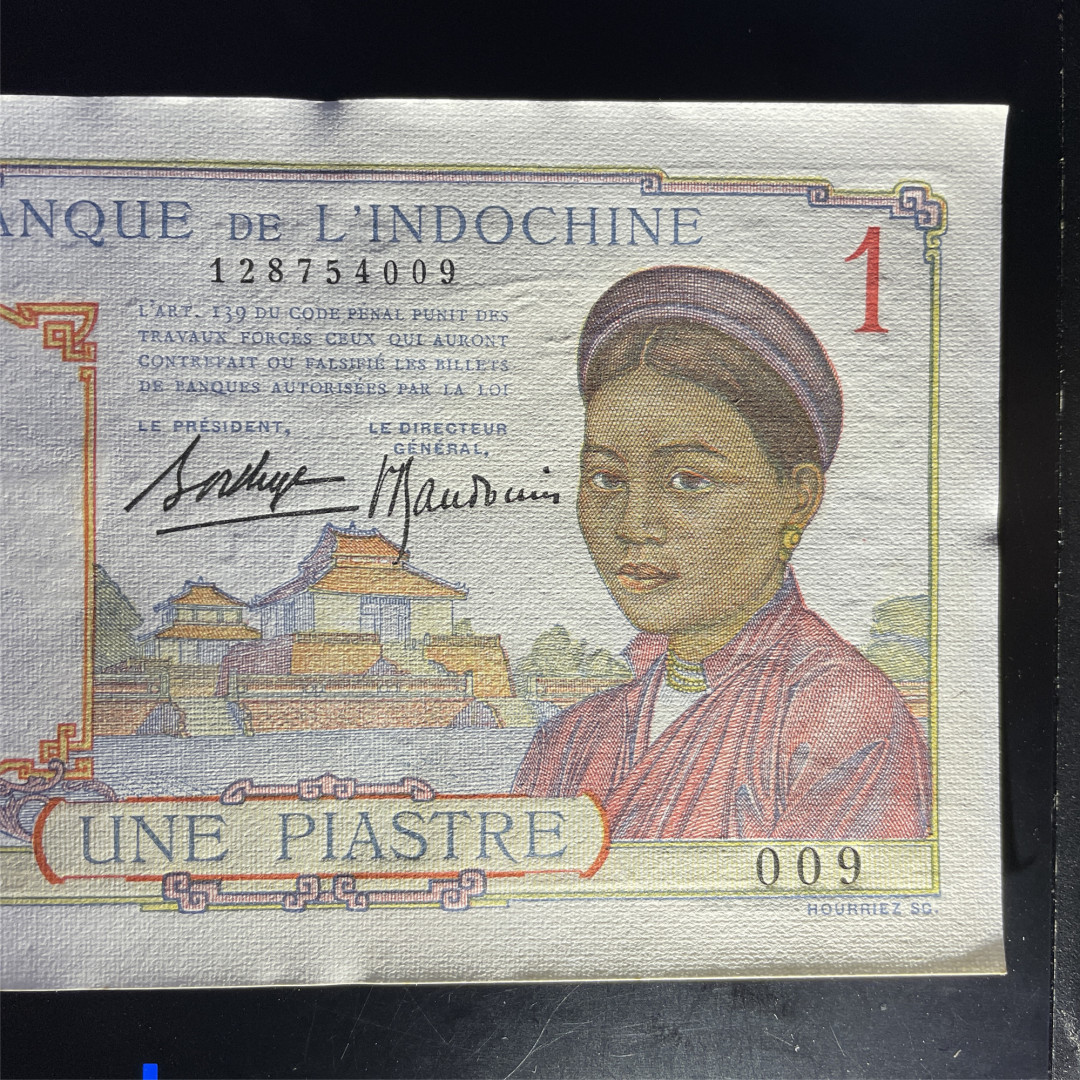 ANQUE DE L'INDOCHINE
1
128754009
L'ART. 139 DU CODE PÉNAL PUNIT DES
TRAVAUX FORCÉS CEUX QUI AURONT
CONTREFAIT OU FALSIFIÉ LES BILLETS
DE BANQUES AUTORISÉES PAR LA LOI
LE PRÉSIDENT,
LE DIRECTEUR
GÉNÉRAL,
UNE PIASTRE
009
HOURRIEZ SC.